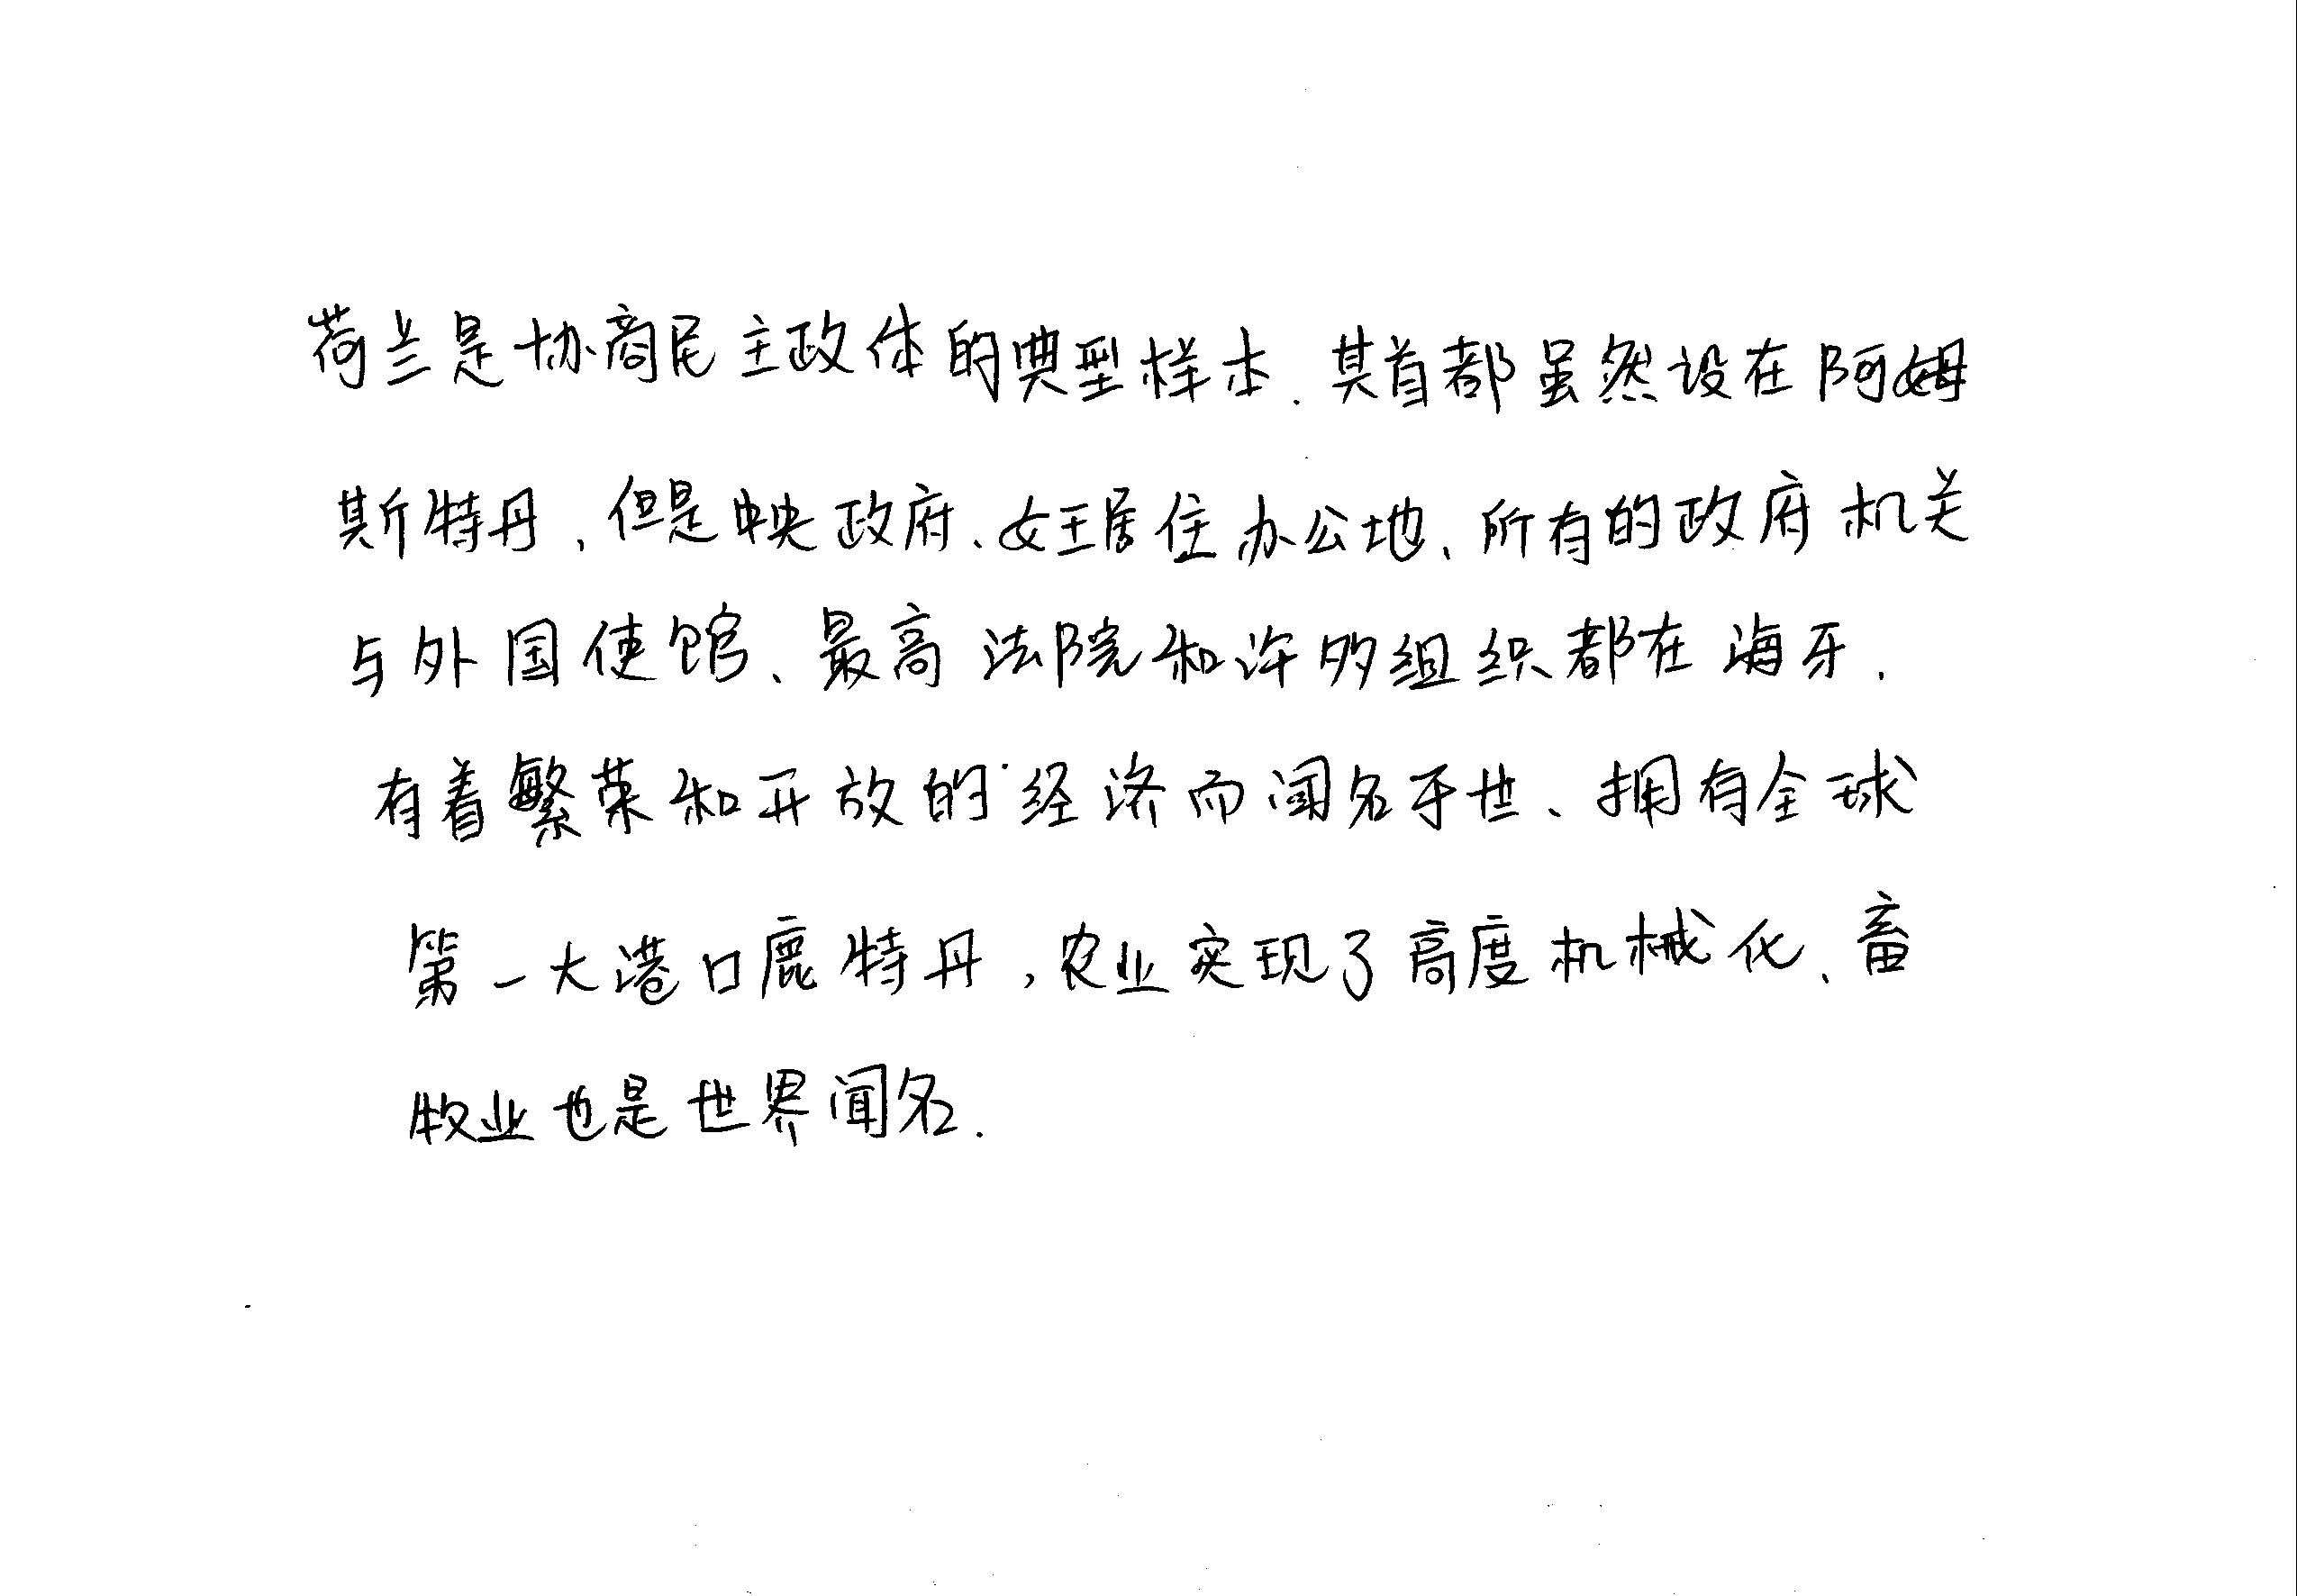 荷兰是协商民主政体的典型样本.其首都虽然设在阿姆
斯特丹,但是中央政府、女王居住办公地、所有的政府机关
与外国使馆、最高法院和许多组织都在海牙.
有着繁荣和开放的经济而闻名于世、拥有全球
第一大港口鹿特丹,农业实现了高度机械化、畜
牧业也是世界闻名.